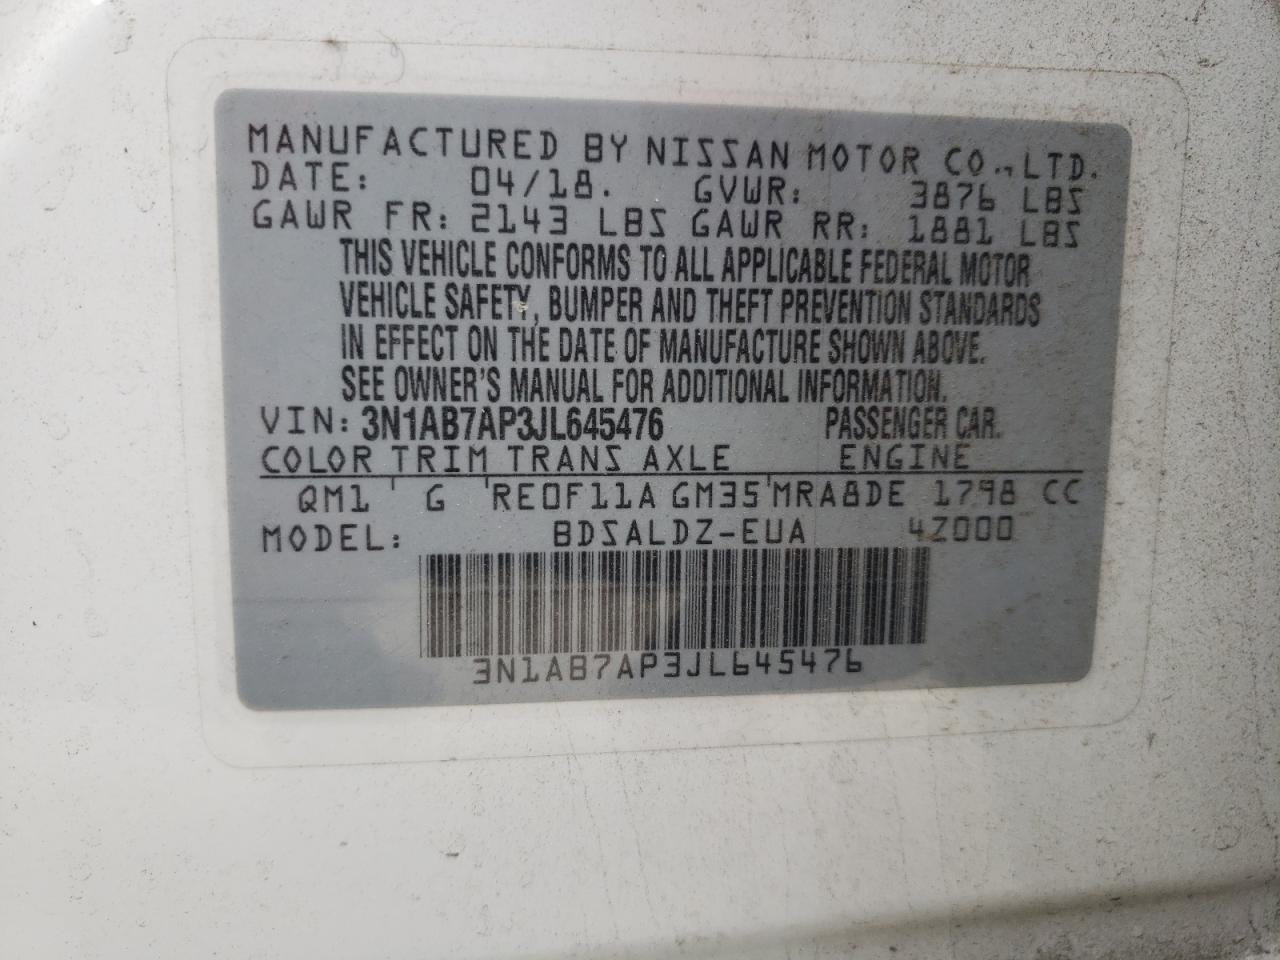 MANUFACTURED BY NISSAN MOTOR CO.,LTD.
DATE: 04/18. GVWR: 3876 LBS
GAWR FR: 2143 LBS GAWR RR: 1881 LBS
THIS VEHICLE CONFORMS TO ALL APPLICABLE FEDERAL MOTOR
VEHICLE SAFETY, BUMPER AND THEFT PREVENTION STANDARDS
IN EFFECT ON THE DATE OF MANUFACTURE SHOWN ABOVE.
SEE OWNER'S MANUAL FOR ADDITIONAL INFORMATION.
VIN: 3N1AB7AP3JL645476 PASSENGER CAR.
COLOR TRIM TRANS AXLE ENGINE
QM1 ' G 'RE0F11A GM35'MRA8DE 1798 CC
MODEL: BDSALDZ-EUA 4Z000
3N1AB7AP3JL645476